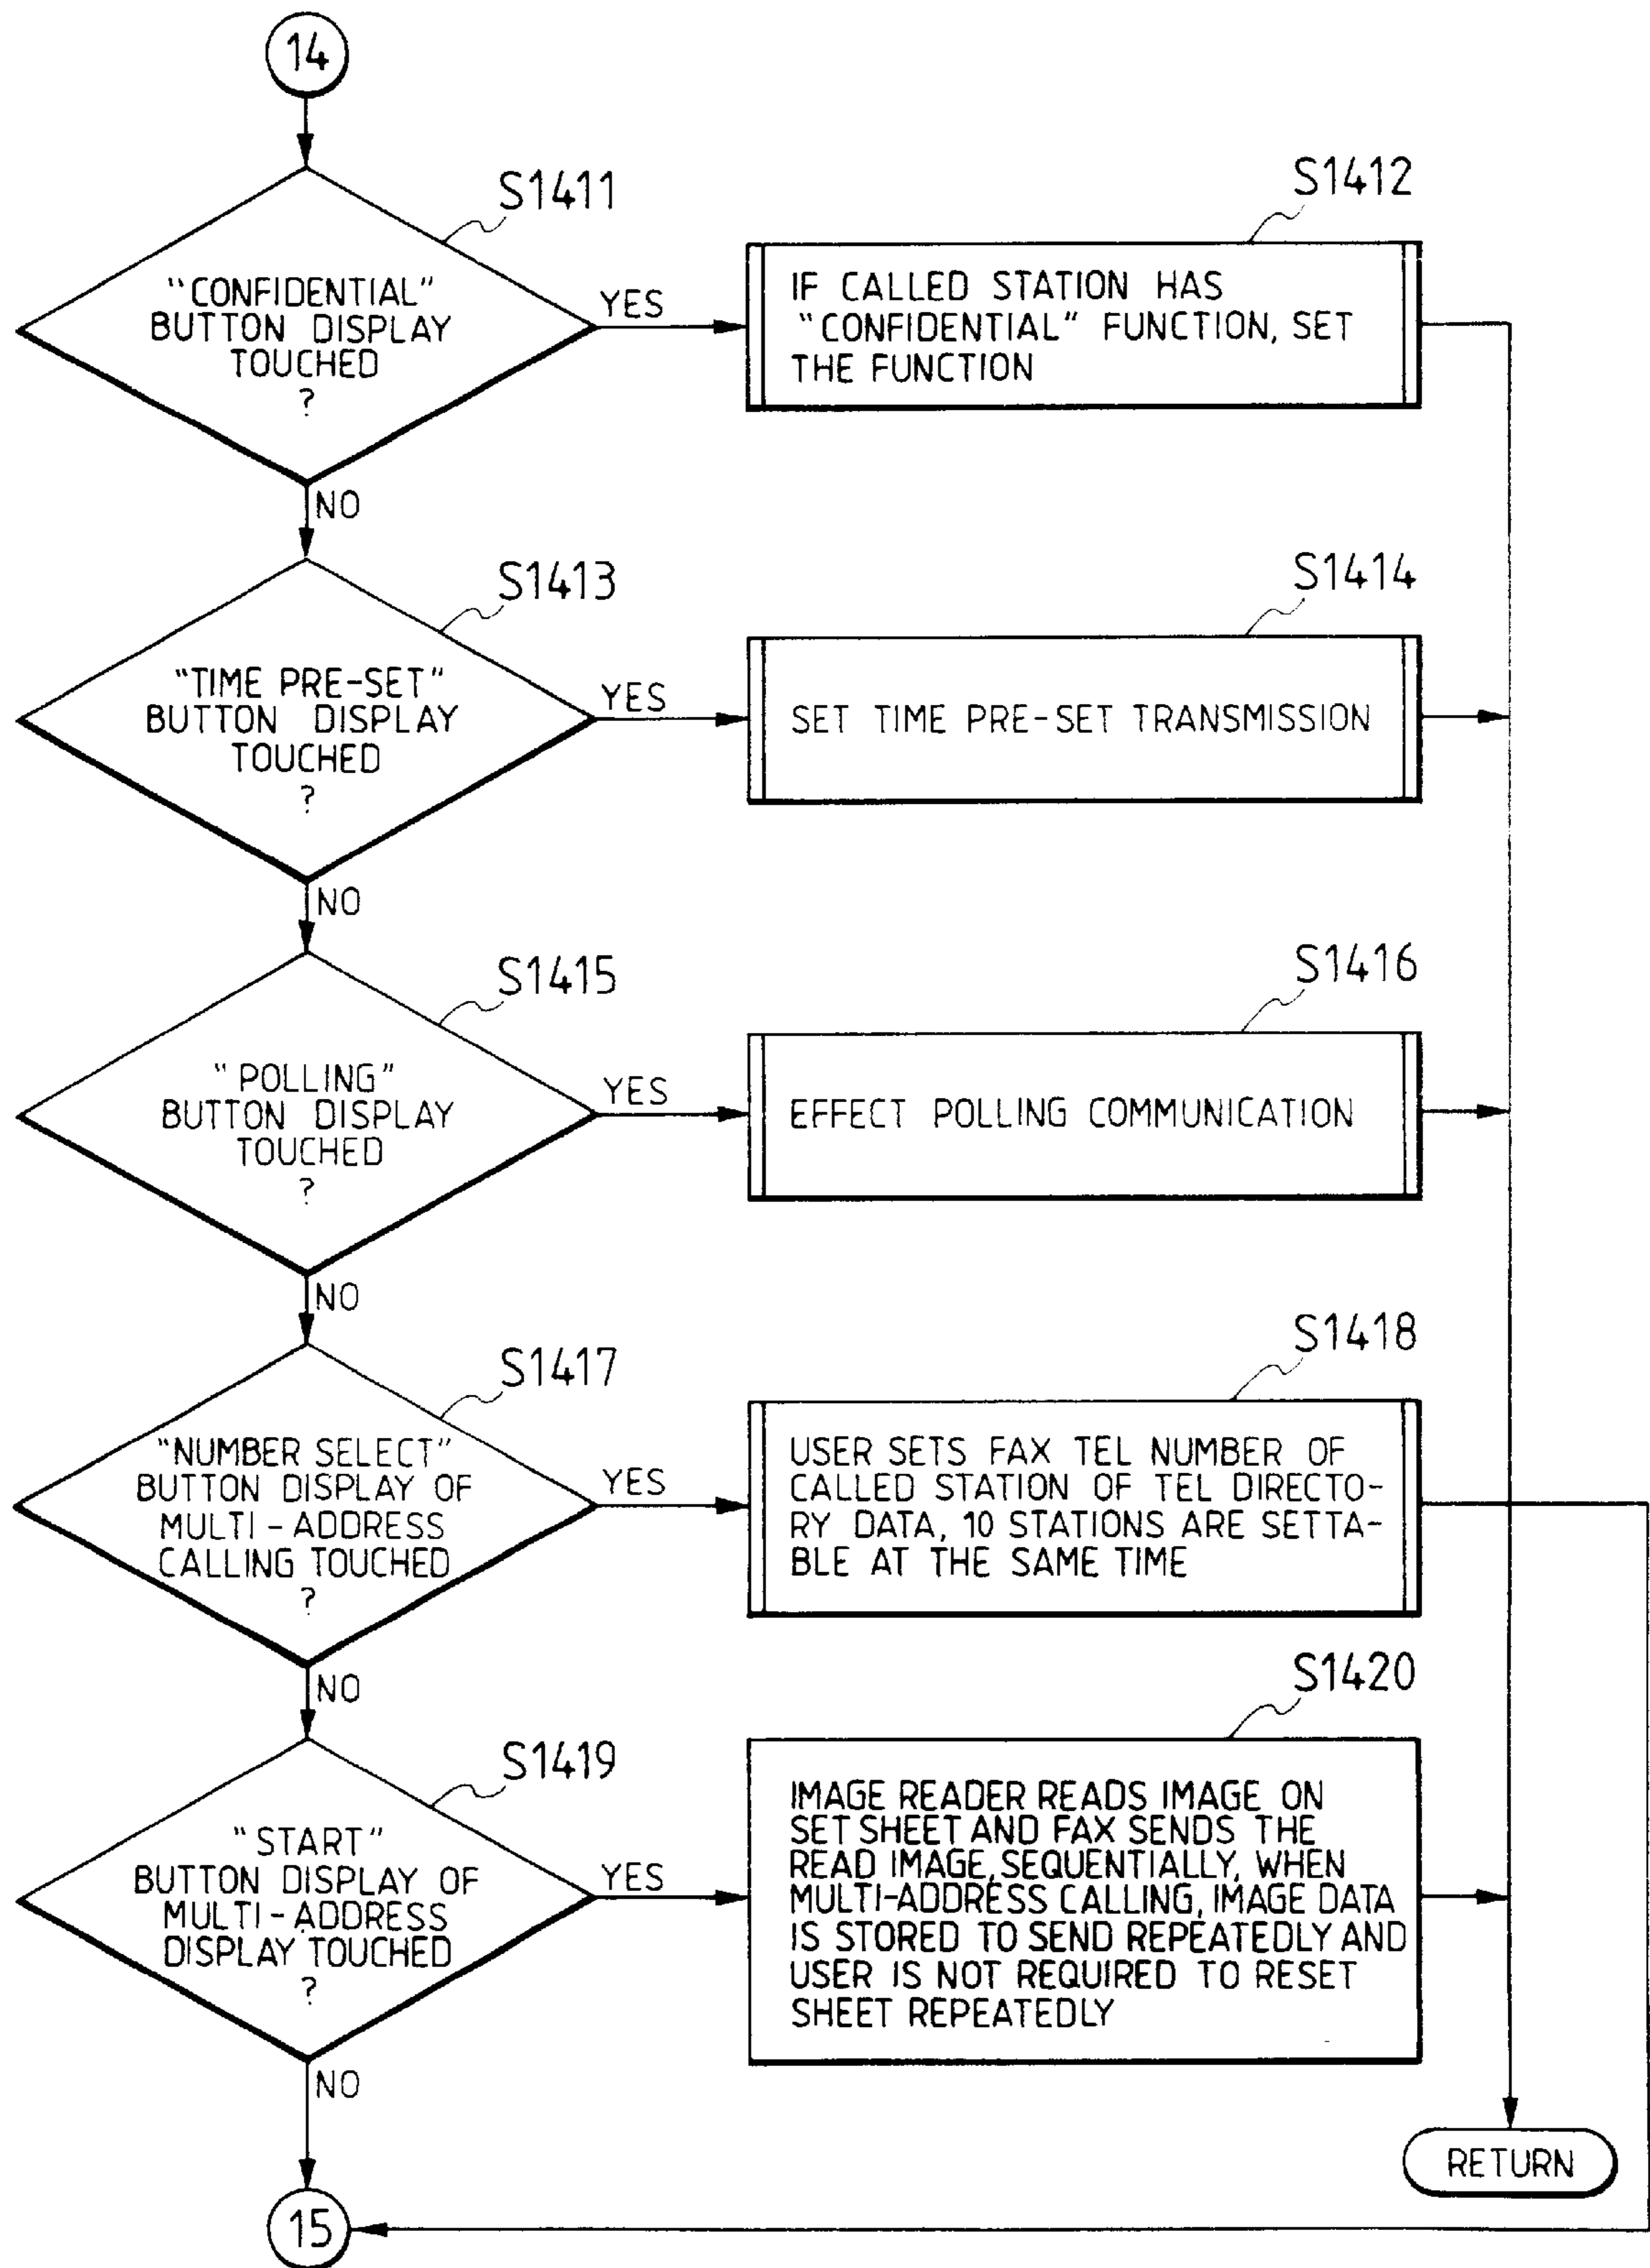 14
S1411
"CONFIDENTIAL"
BUTTON DISPLAY
TOUCHED
?
YES
S1412
IF CALLED STATION HAS
"CONFIDENTIAL" FUNCTION, SET
THE FUNCTION
NO
S1413
"TIME PRE-SET"
BUTTON DISPLAY
TOUCHED
?
YES
S1414
SET TIME PRE-SET TRANSMISSION
NO
S1415
"POLLING"
BUTTON DISPLAY
TOUCHED
?
YES
S1416
EFFECT POLLING COMMUNICATION
NO
S1417
"NUMBER SELECT"
BUTTON DISPLAY OF
MULTI-ADDRESS
CALLING TOUCHED
?
YES
S1418
USER SETS FAX TEL NUMBER OF
CALLED STATION OF TEL DIRECTO-
RY DATA, 10 STATIONS ARE SETTA-
BLE AT THE SAME TIME
NO
S1419
"START"
BUTTON DISPLAY OF
MULTI-ADDRESS
DISPLAY TOUCHED
?
YES
S1420
IMAGE READER READS IMAGE ON
SET SHEET AND FAX SENDS THE
READ IMAGE, SEQUENTIALLY, WHEN
MULTI-ADDRESS CALLING, IMAGE DATA
IS STORED TO SEND REPEATEDLY AND
USER IS NOT REQUIRED TO RESET
SHEET REPEATEDLY
NO
RETURN
15